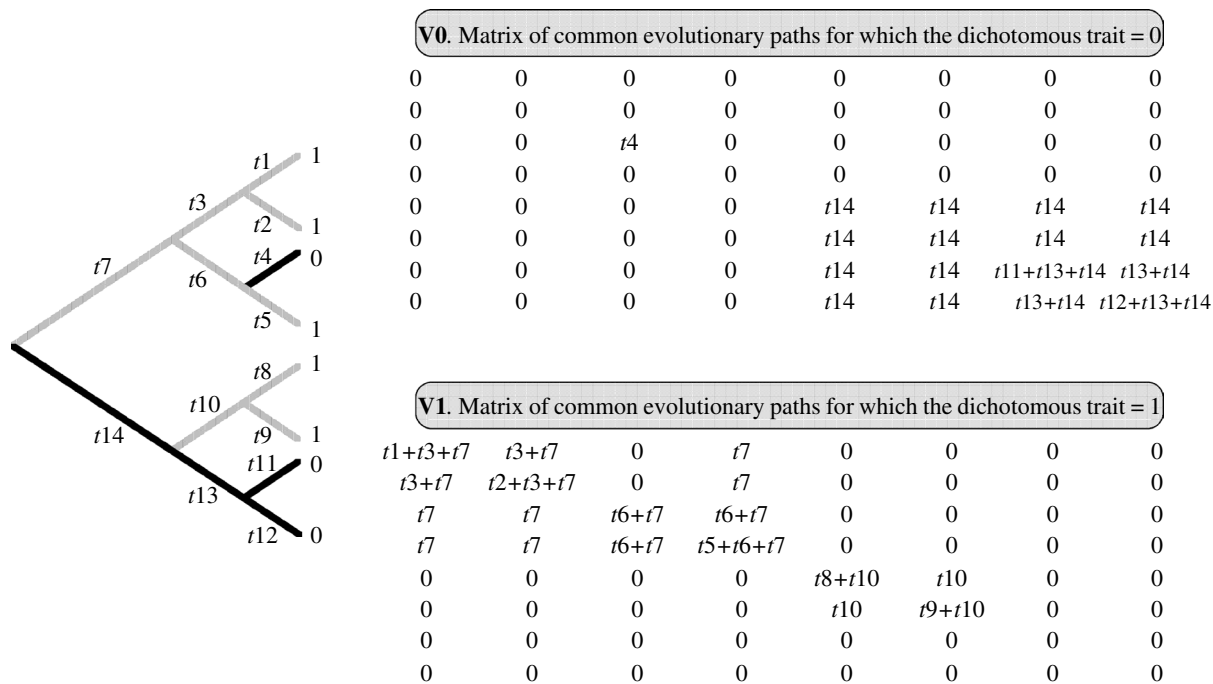 V0. Matrix of common evolutionary paths for which the dichotomous trait = 0
0 0 0 0 0 0 0 0
0 0 0 0 0 0 0 0
0 0 t4 0 0 0 0 0
0 0 0 0 0 0 0 0
0 0 0 0 t14 t14 t14 t14
0 0 0 0 t14 t14 t14 t14
0 0 0 0 t14 t14 t11+t13+t14 t13+t14
0 0 0 0 t14 t14 t13+t14 t12+t13+t14
t1 1
t3
t2 1
t4 0
t7
t6
t5 1
t8 1
t10
t9 1
t14
t11 0
t13
t12 0
V1. Matrix of common evolutionary paths for which the dichotomous trait = 1
t1+t3+t7 t3+t7 0 t7 0 0 0 0
t3+t7 t2+t3+t7 0 t7 0 0 0 0
t7 t7 t6+t7 t6+t7 0 0 0 0
t7 t7 t6+t7 t5+t6+t7 0 0 0 0
0 0 0 0 t8+t10 t10 0 0
0 0 0 0 t10 t9+t10 0 0
0 0 0 0 0 0 0 0
0 0 0 0 0 0 0 0